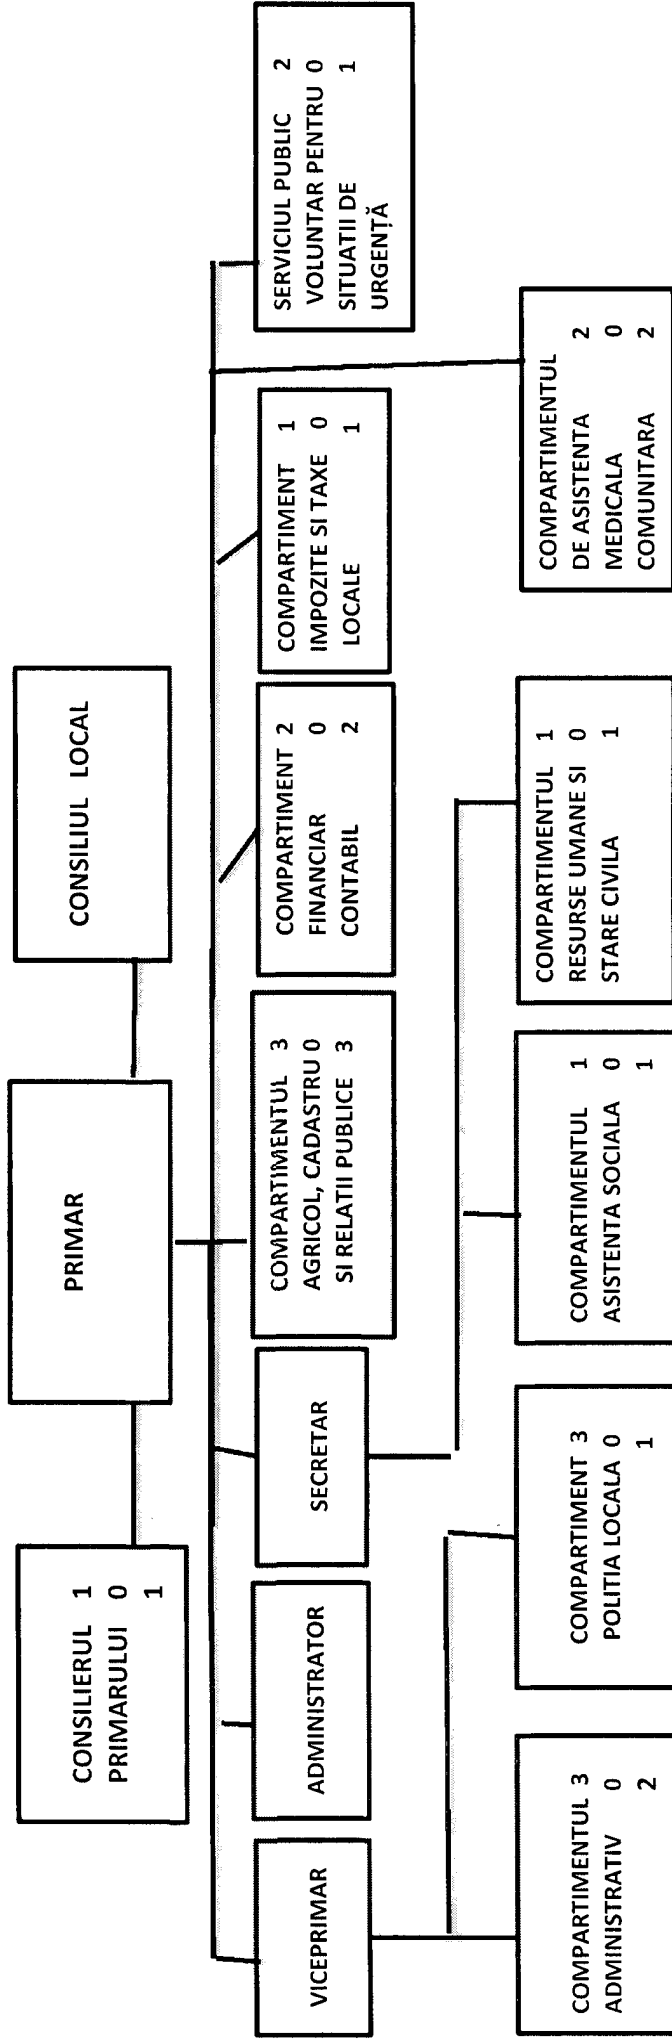 CONSILIERUL 1
PRIMARULUI 0
1
PRIMAR
CONSILIUL LOCAL
VICEPRIMAR
ADMINISTRATOR
SECRETAR
COMPARTIMENTUL 3
AGRICOL, CADASTRU 0
SI RELATII PUBLICE 3
COMPARTIMENT 2
FINANCIAR 0
CONTABIL 2
COMPARTIMENT 1
IMPOZITE SI TAXE 0
LOCALE 1
SERVICIUL PUBLIC 2
VOLUNTAR PENTRU 0
SITUATII DE 1
URGENȚĂ
COMPARTIMENTUL 3
ADMINISTRATIV 0
2
COMPARTIMENT 3
POLITIA LOCALA 0
1
COMPARTIMENTUL 1
ASISTENTA SOCIALA 0
1
COMPARTIMENTUL 1
RESURSE UMANE SI 0
STARE CIVILA 1
COMPARTIMENTUL
DE ASISTENTA 2
MEDICALA 0
COMUNITARA 2